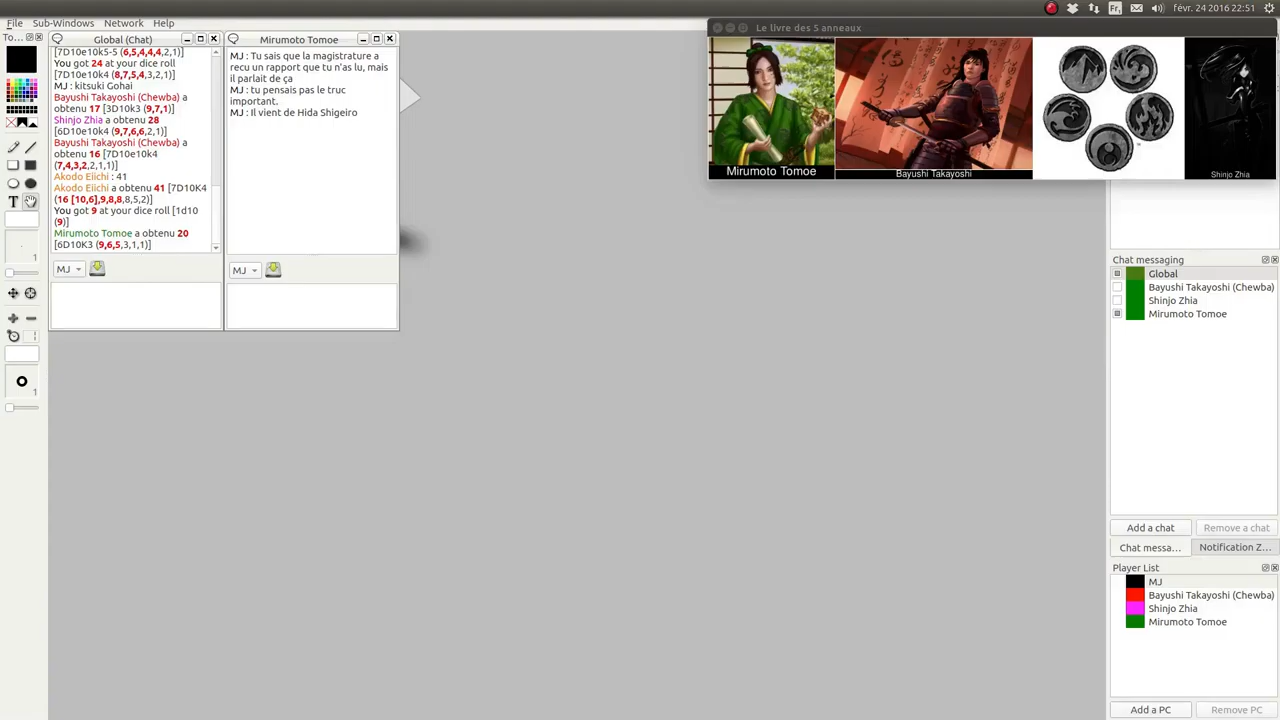 Fr
févr. 24 2016 22:51
File Sub-Windows Network Help
Le livre des 5 anneaux
To...
Global (Chat)
[7D10e10k5-5 (6,5,4,4,4,2,1)]
You got 24 at your dice roll
[7D10e10k4 (8,7,5,4,3,2,1)]
MJ : kitsuki Gohai
Bayushi Takayoshi (Chewba) a
obtenu 17 [3D10k3 (9,7,1)]
Shinjo Zhia a obtenu 28
[6D10e10k4 (9,7,6,6,2,1)]
Bayushi Takayoshi (Chewba) a
obtenu 16 [7D10e10k4
(7,4,3,2,2,1,1)]
Akodo Eiichi : 41
Akodo Eiichi a obtenu 41 [7D10K4
(16 [10,6],9,8,8,8,5,2)]
You got 9 at your dice roll [1d10
(9)]
Mirumoto Tomoe a obtenu 20
[6D10K3 (9,6,5,3,1,1)]
MJ
Mirumoto Tomoe
MJ : Tu sais que la magistrature a
recu un rapport que tu n'as lu, mais
il parlait de ça
MJ : tu pensais pas le truc
important.
MJ : Il vient de Hida Shigeiro
MJ
T
1
1
1
Mirumoto Tomoe
Bayushi Takayoshi
Shinjo Zhia
Chat messaging
Global
Bayushi Takayoshi (Chewba)
Shinjo Zhia
Mirumoto Tomoe
Add a chat Remove a chat
Chat messa... Notification Z...
Player List
MJ
Bayushi Takayoshi (Chewba)
Shinjo Zhia
Mirumoto Tomoe
Add a PC Remove PC